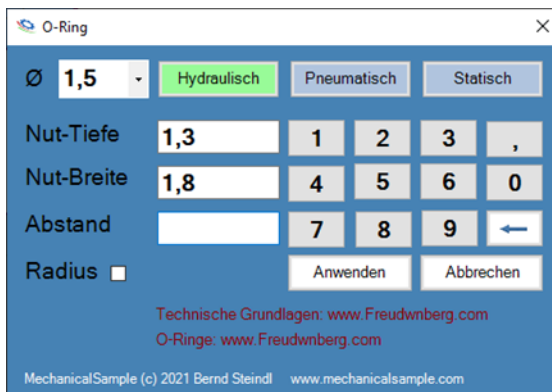 O-Ring
Ø 1,5 Hydraulisch Pneumatisch Statisch
Nut-Tiefe 1,3 1 2 3 ,
Nut-Breite 1,8 4 5 6 0
Abstand 7 8 9
Radius Anwenden Abbrechen
Technische Grundlagen: www.Freudwnberg.com
O-Ringe: www.Freudwnberg.com
MechanicalSample (c) 2021 Bernd Steindl www.mechanicalsample.com